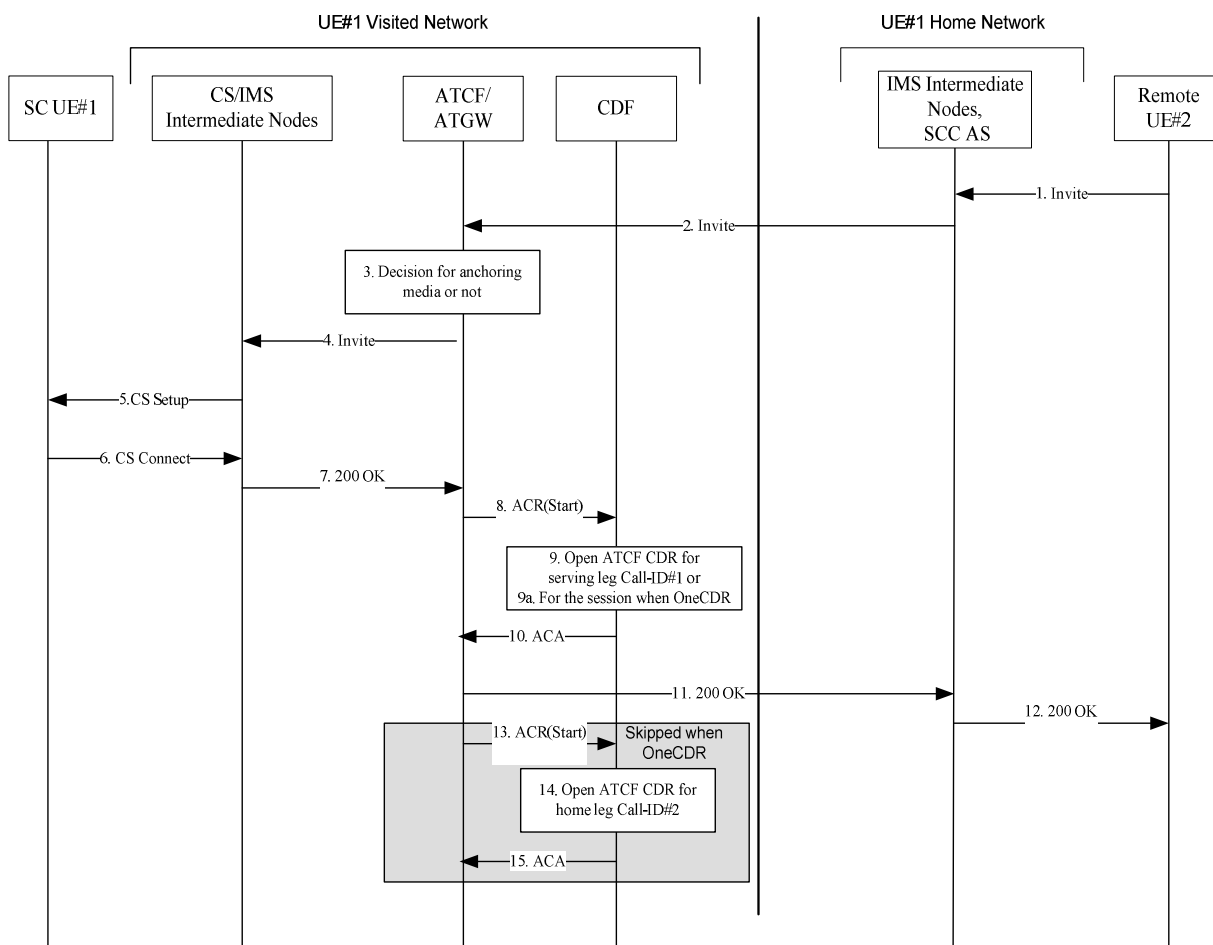 UE#1 Visited Network
UE#1 Home Network
SC UE#1
CS/IMS
Intermediate Nodes
ATCF/
ATGW
CDF
IMS Intermediate
Nodes,
SCC AS
Remote
UE#2
1. Invite
2. Invite
3. Decision for anchoring
media or not
4. Invite
5.CS Setup
6. CS Connect
7. 200 OK
8. ACR(Start)
9. Open ATCF CDR for
serving leg Call-ID#1 or
9a. For the session when OneCDR
10. ACA
11. 200 OK
12. 200 OK
13. ACR(Start)
Skipped when
OneCDR
14. Open ATCF CDR for
home leg Call-ID#2
15. ACA